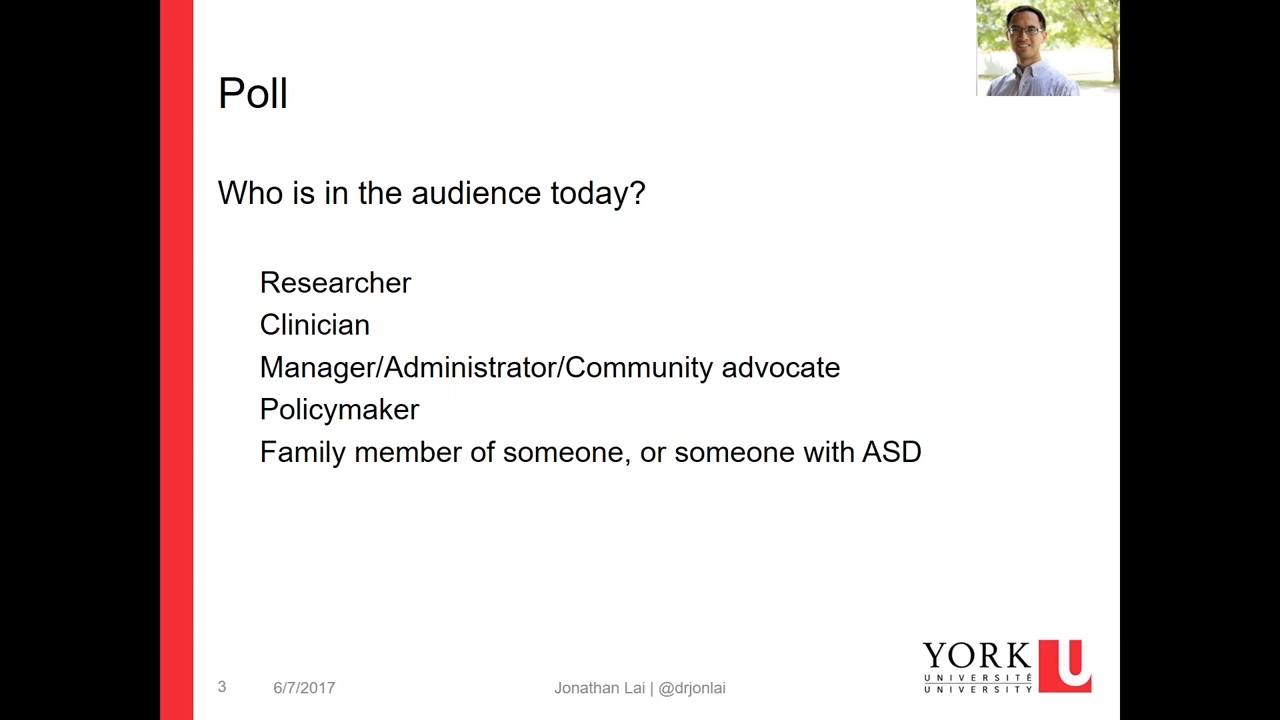 Poll
Who is in the audience today?
Researcher
Clinician
Manager/Administrator/Community advocate
Policymaker
Family member of someone, or someone with ASD
3
6/7/2017
Jonathan Lai | @drjonlai
YORK U
UNIVERSITÉ
UNIVERSITY